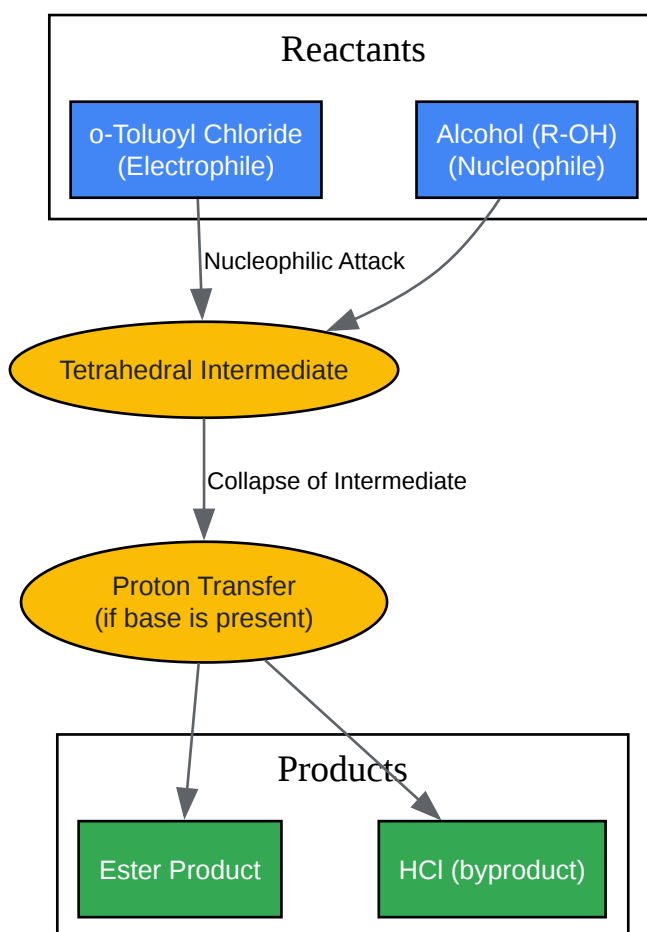 Reactants
o-Toluoyl Chloride
(Electrophile)
Alcohol (R-OH)
(Nucleophile)
Nucleophilic Attack
Tetrahedral Intermediate
Collapse of Intermediate
Proton Transfer
(if base is present)
Products
Ester Product
HCl (byproduct)